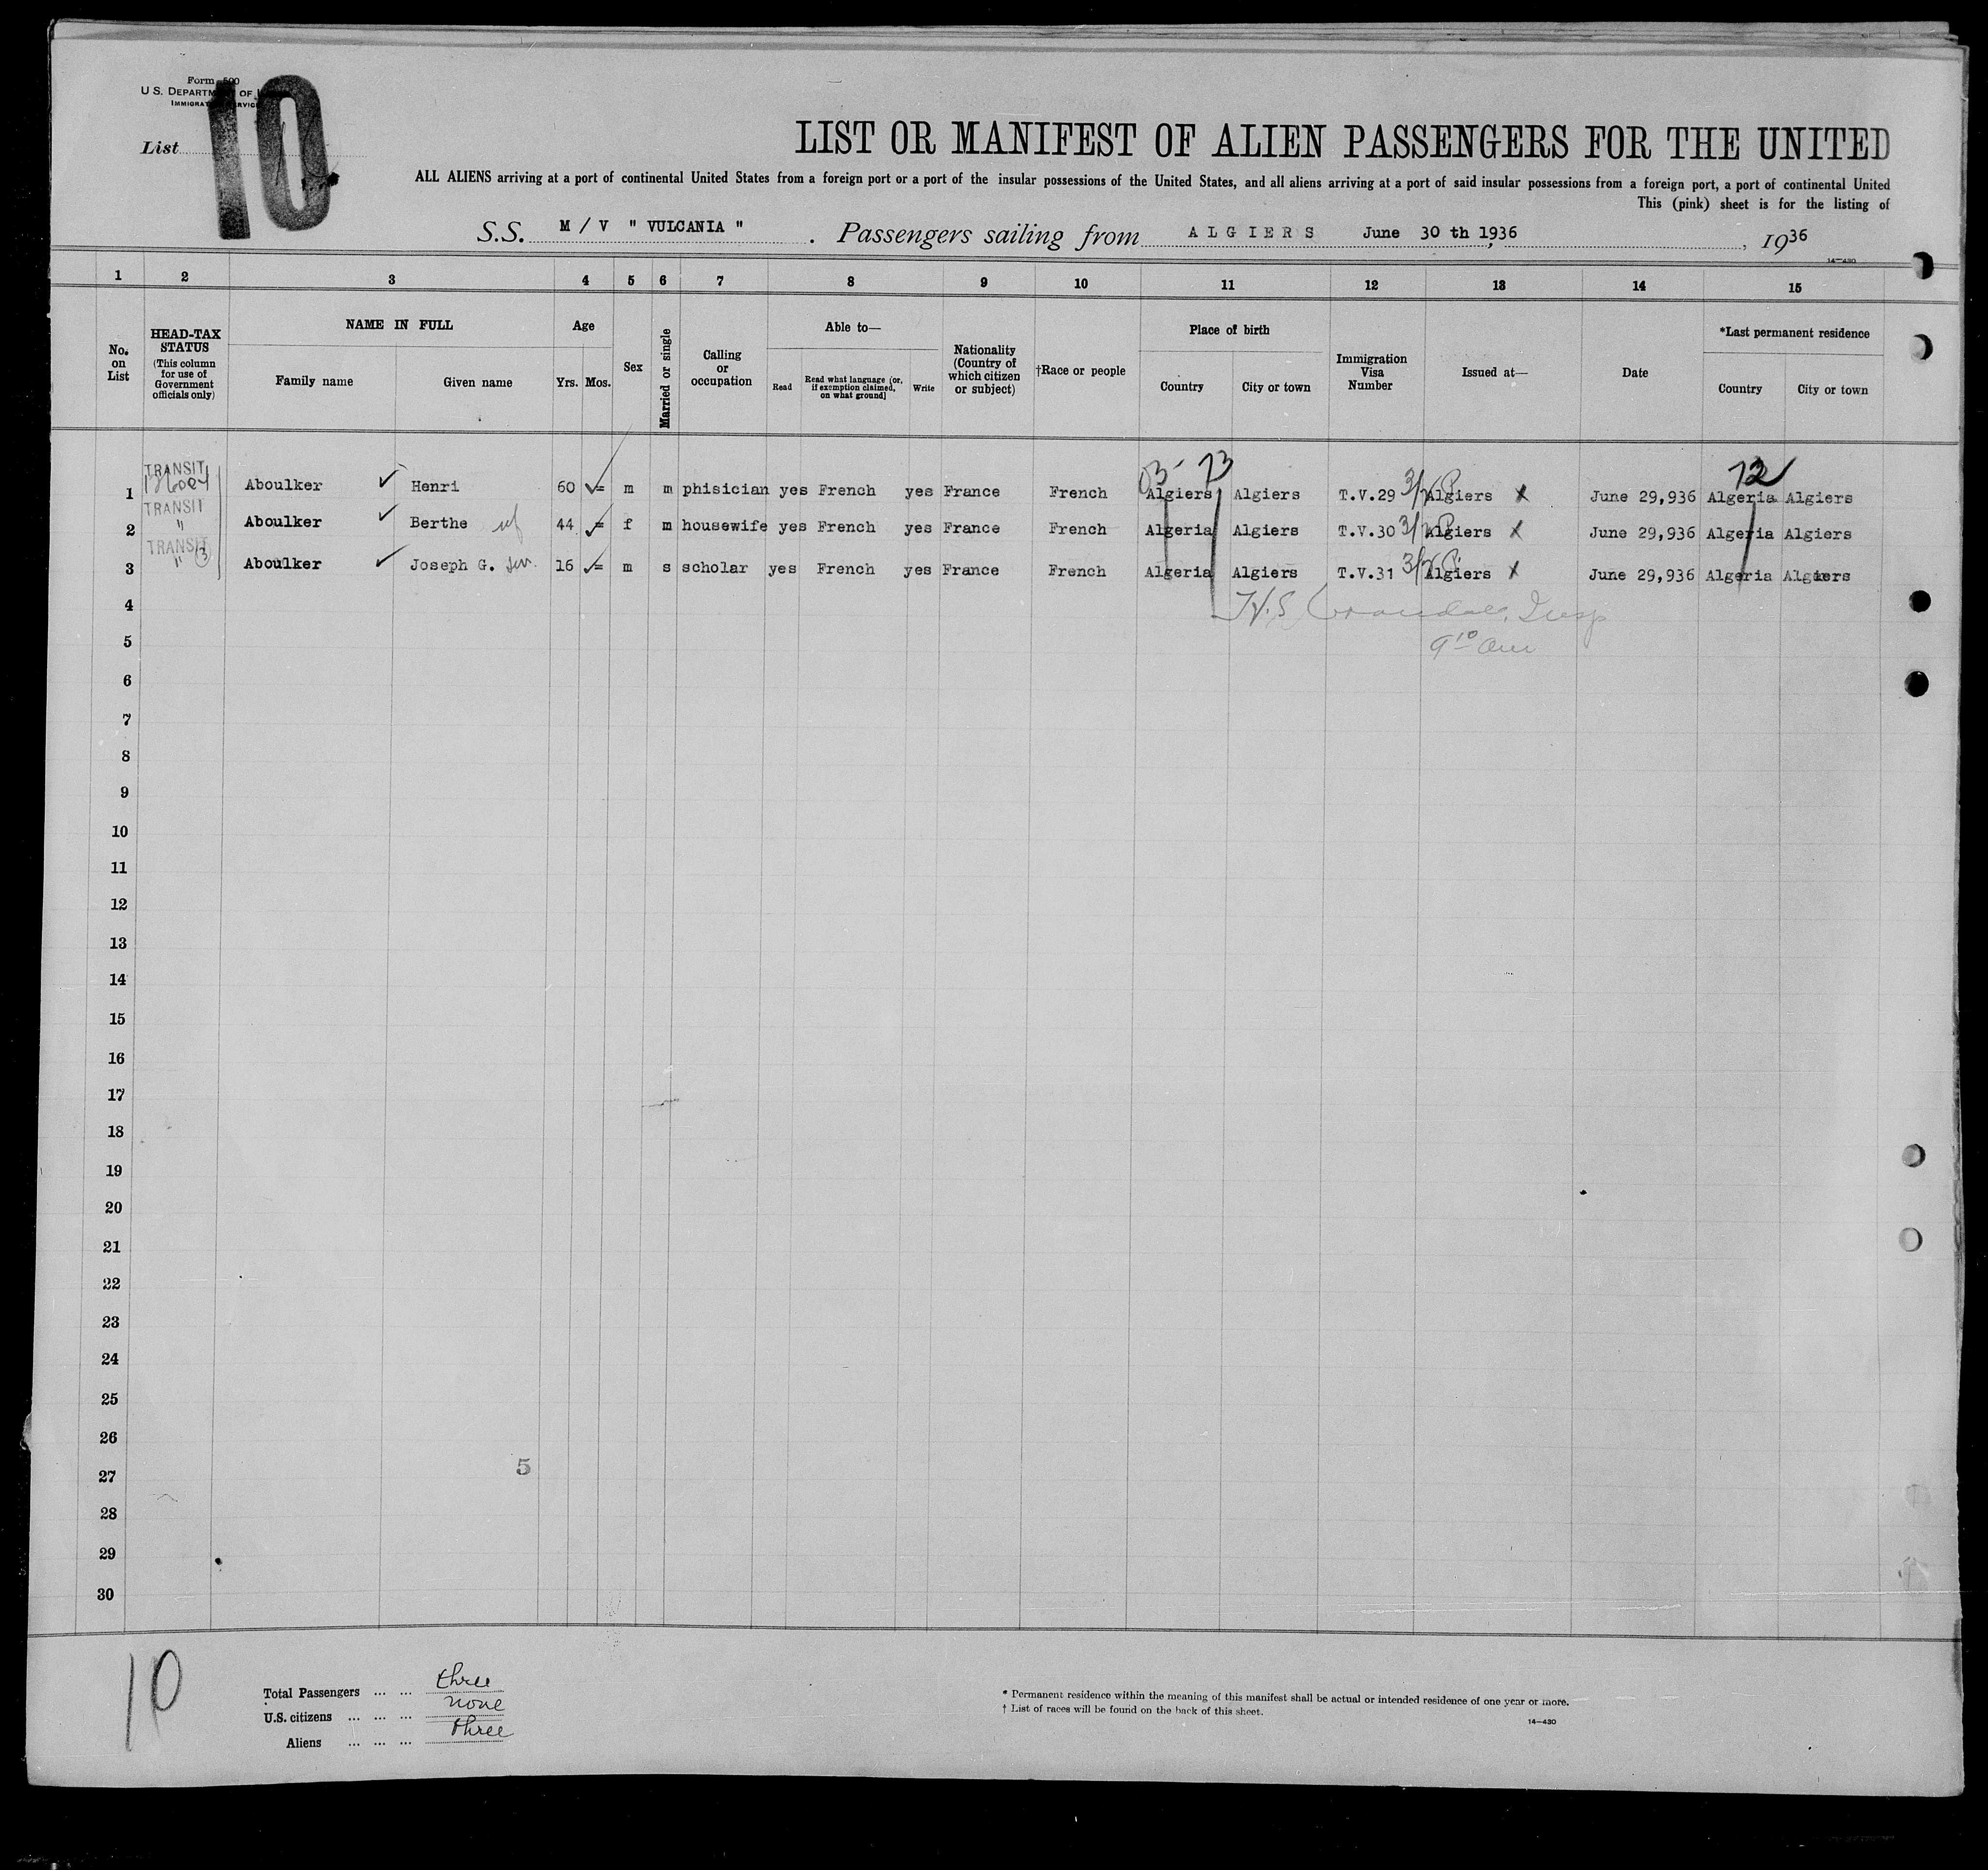 Form 500
U.S. DEPARTMENT OF
IMMIGRATION SERVICE
List 10
LIST OR MANIFEST OF ALIEN PASSENGERS FOR THE UNITED
ALL ALIENS arriving at a port of continental United States from a foreign port or a port of the insular possessions of the United States, and all aliens arriving at a port of said insular possessions from a foreign port, a port of continental United
This (pink) sheet is for the listing of
S.S. M / V " VULCANIA " . Passengers sailing from ALGIERS June 30 th 1936 , 1936
14—430
1 2 3 4 5 6 7 8 9 10 11 12 13 14 15
No. on List
HEAD-TAX STATUS
(This column for use of Government officials only)
NAME IN FULL
Family name Given name
Age
Yrs. Mos.
Sex
Married or single
Calling or occupation
Able to—
Read
Read what language (or, if exemption claimed, on what ground)
Write
Nationality (Country of which citizen or subject)
†Race or people
Place of birth
Country City or town
Immigration Visa Number
Issued at—
Date
*Last permanent residence
Country City or town
03 73 72
TRANSIT
1 Aboulker Henri 60 m m phisician yes French yes France French Algiers Algiers T.V.29 Algiers June 29,936 Algeria Algiers
TRANSIT "
2 Aboulker Berthe wf 44 f m housewife yes French yes France French Algeria Algiers T.V.30 Algiers June 29,936 Algeria Algiers
TRANSIT " 3
3 Aboulker Joseph G. 16 m s scholar yes French yes France French Algeria Algiers T.V.31 Algiers June 29,936 Algeria Algiers
4 H.S. Insp
5 9 10 am
6
7
8
9
10
11
12
13
14
15
16
17
18
19
20
21
22
23
24
25
26
27 5
28
29
30
10
Total Passengers ... ... three
U.S. citizens ... ... ... none
Aliens ... ... ... three
* Permanent residence within the meaning of this manifest shall be actual or intended residence of one year or more.
† List of races will be found on the back of this sheet.
14—430